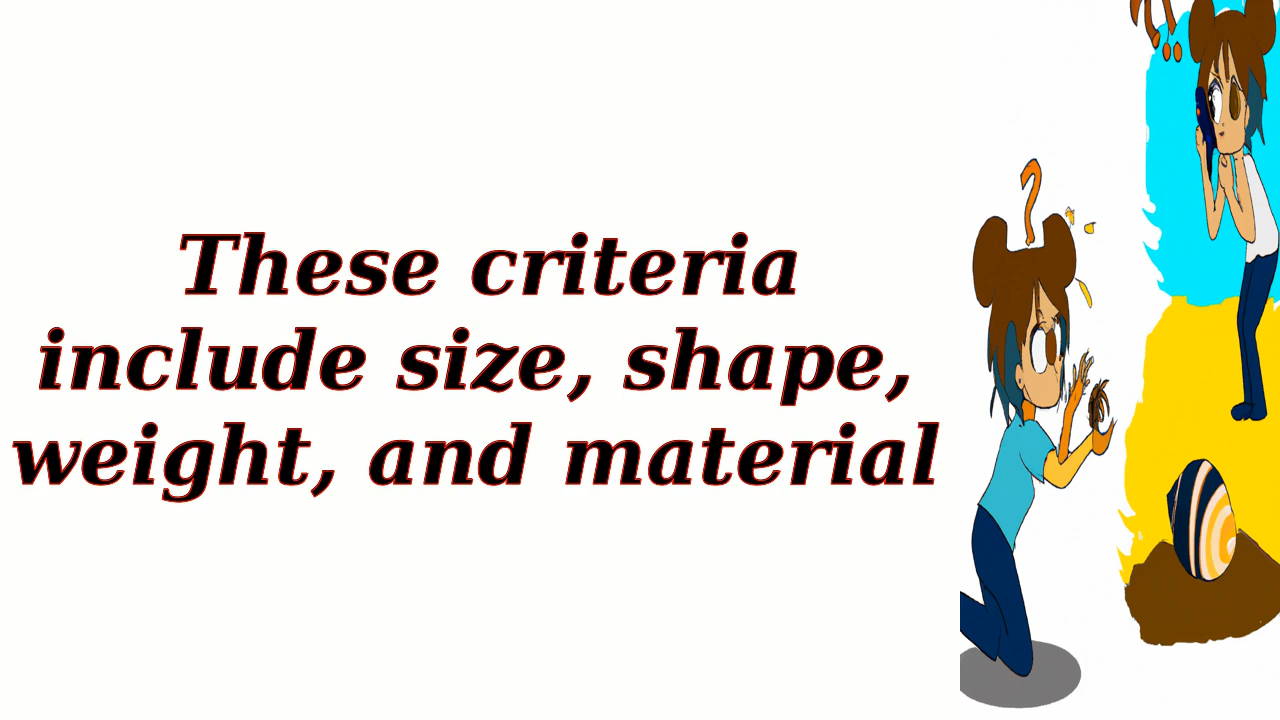 These criteria
include size, shape,
weight, and material